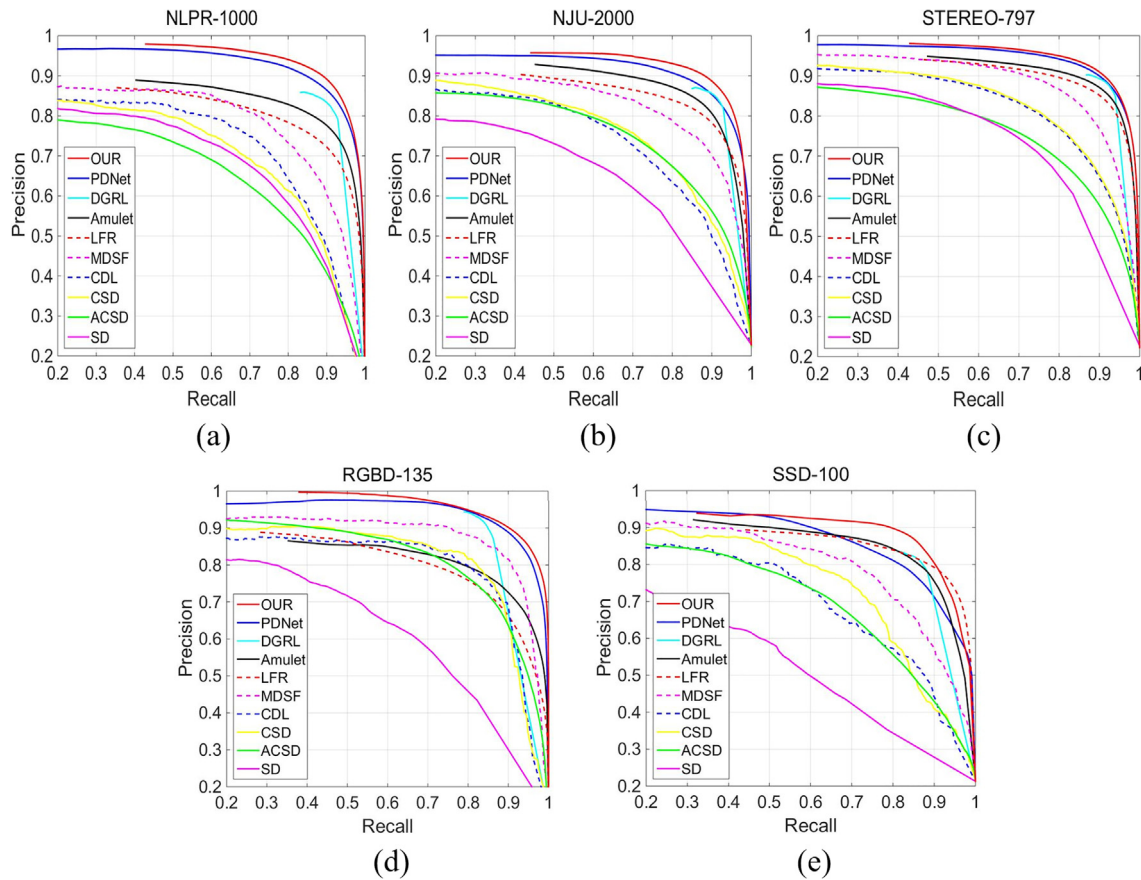 NLPR-1000
Precision
1
0.9
0.8
0.7
0.6
0.5
0.4
0.3
0.2
OUR
PDNet
DGRL
Amulet
LFR
MDSF
CDL
CSD
ACSD
SD
0.2 0.3 0.4 0.5 0.6 0.7 0.8 0.9 1
Recall
(a)
NJU-2000
Precision
1
0.9
0.8
0.7
0.6
0.5
0.4
0.3
0.2
OUR
PDNet
DGRL
Amulet
LFR
MDSF
CDL
CSD
ACSD
SD
0.2 0.3 0.4 0.5 0.6 0.7 0.8 0.9 1
Recall
(b)
STEREO-797
Precision
1
0.9
0.8
0.7
0.6
0.5
0.4
0.3
0.2
OUR
PDNet
DGRL
Amulet
LFR
MDSF
CDL
CSD
ACSD
SD
0.2 0.3 0.4 0.5 0.6 0.7 0.8 0.9 1
Recall
(c)
RGBD-135
Precision
1
0.9
0.8
0.7
0.6
0.5
0.4
0.3
0.2
OUR
PDNet
DGRL
Amulet
LFR
MDSF
CDL
CSD
ACSD
SD
0.2 0.3 0.4 0.5 0.6 0.7 0.8 0.9 1
Recall
(d)
SSD-100
Precision
1
0.9
0.8
0.7
0.6
0.5
0.4
0.3
0.2
OUR
PDNet
DGRL
Amulet
LFR
MDSF
CDL
CSD
ACSD
SD
0.2 0.3 0.4 0.5 0.6 0.7 0.8 0.9 1
Recall
(e)